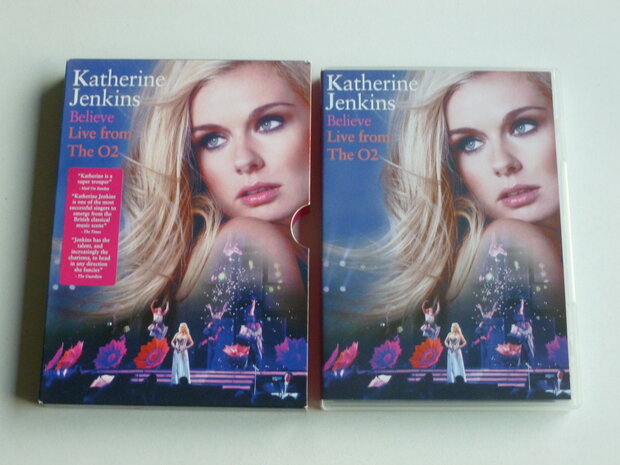 Katherine
Jenkins
Believe
Live from
The O2
"Katherine is a
super trouper"
- Mail On Sunday
"Katherine Jenkins
is one of the most
successful singers to
emerge from the
British classical
music scene"
- The Times
"Jenkins has the
talent, and
increasingly the
charisma, to head
in any direction
she fancies"
- The Guardian
Katherine
Jenkins
Believe
Live from
The O2